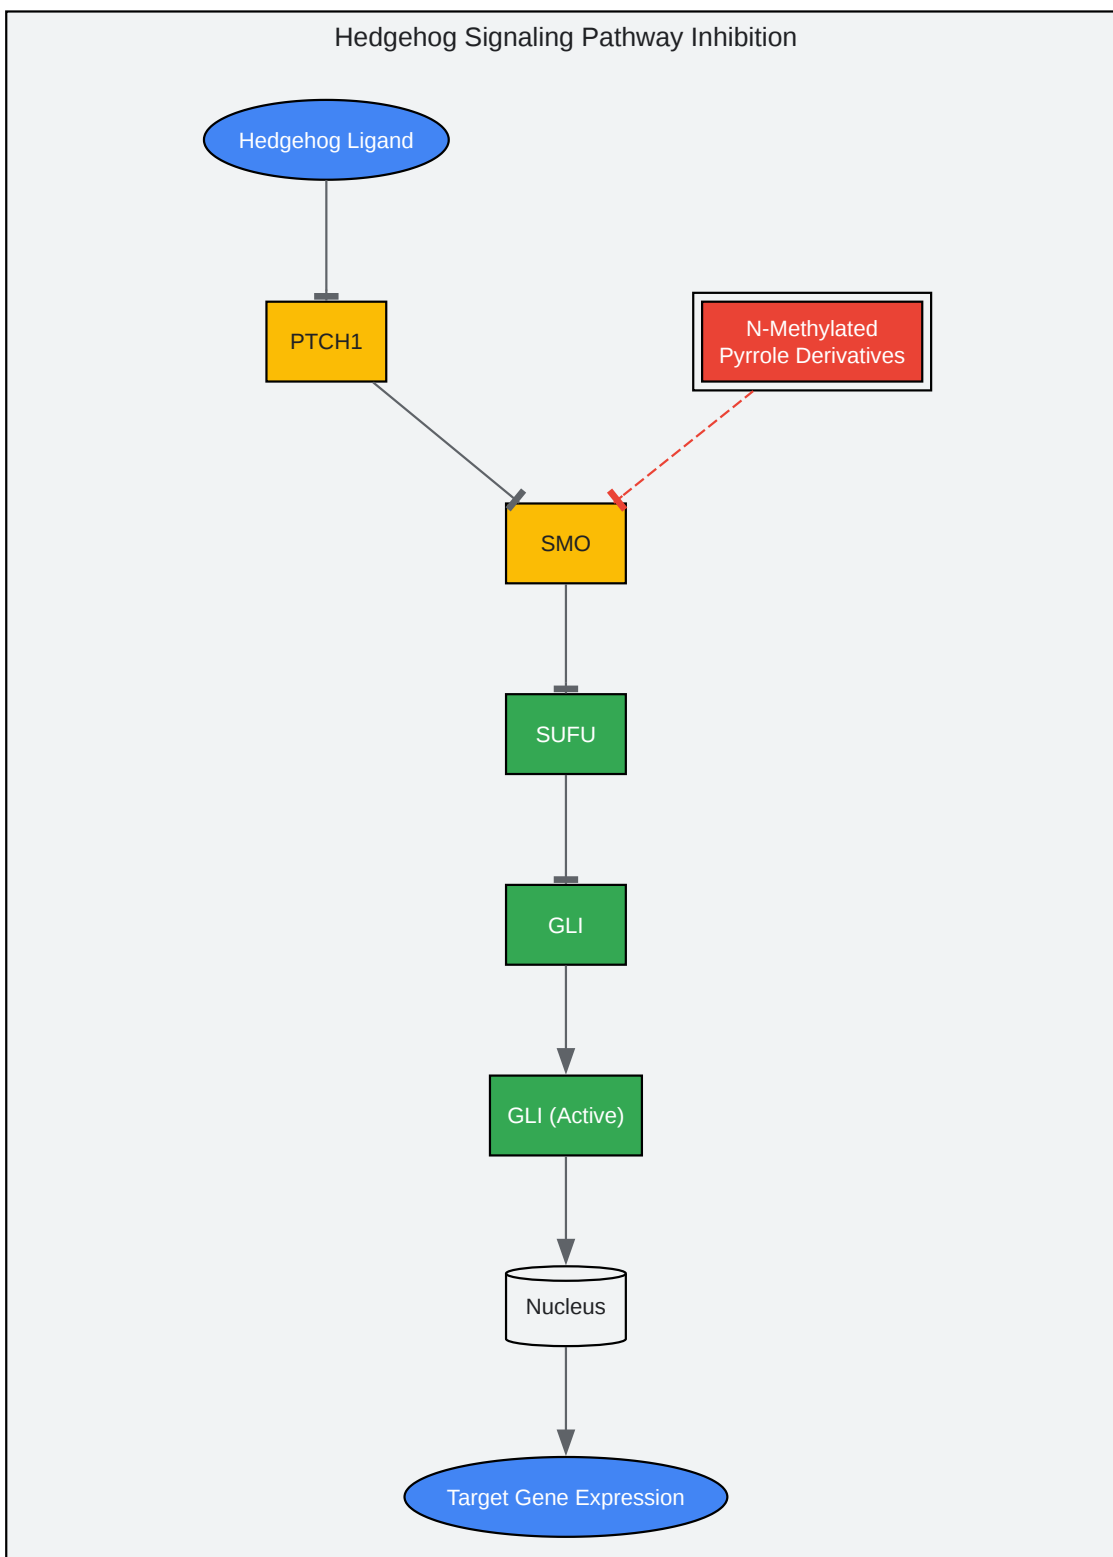 Hedgehog Signaling Pathway Inhibition
Hedgehog Ligand
PTCH1
N-Methylated
Pyrrole Derivatives
SMO
SUFU
GLI
GLI (Active)
Nucleus
Target Gene Expression